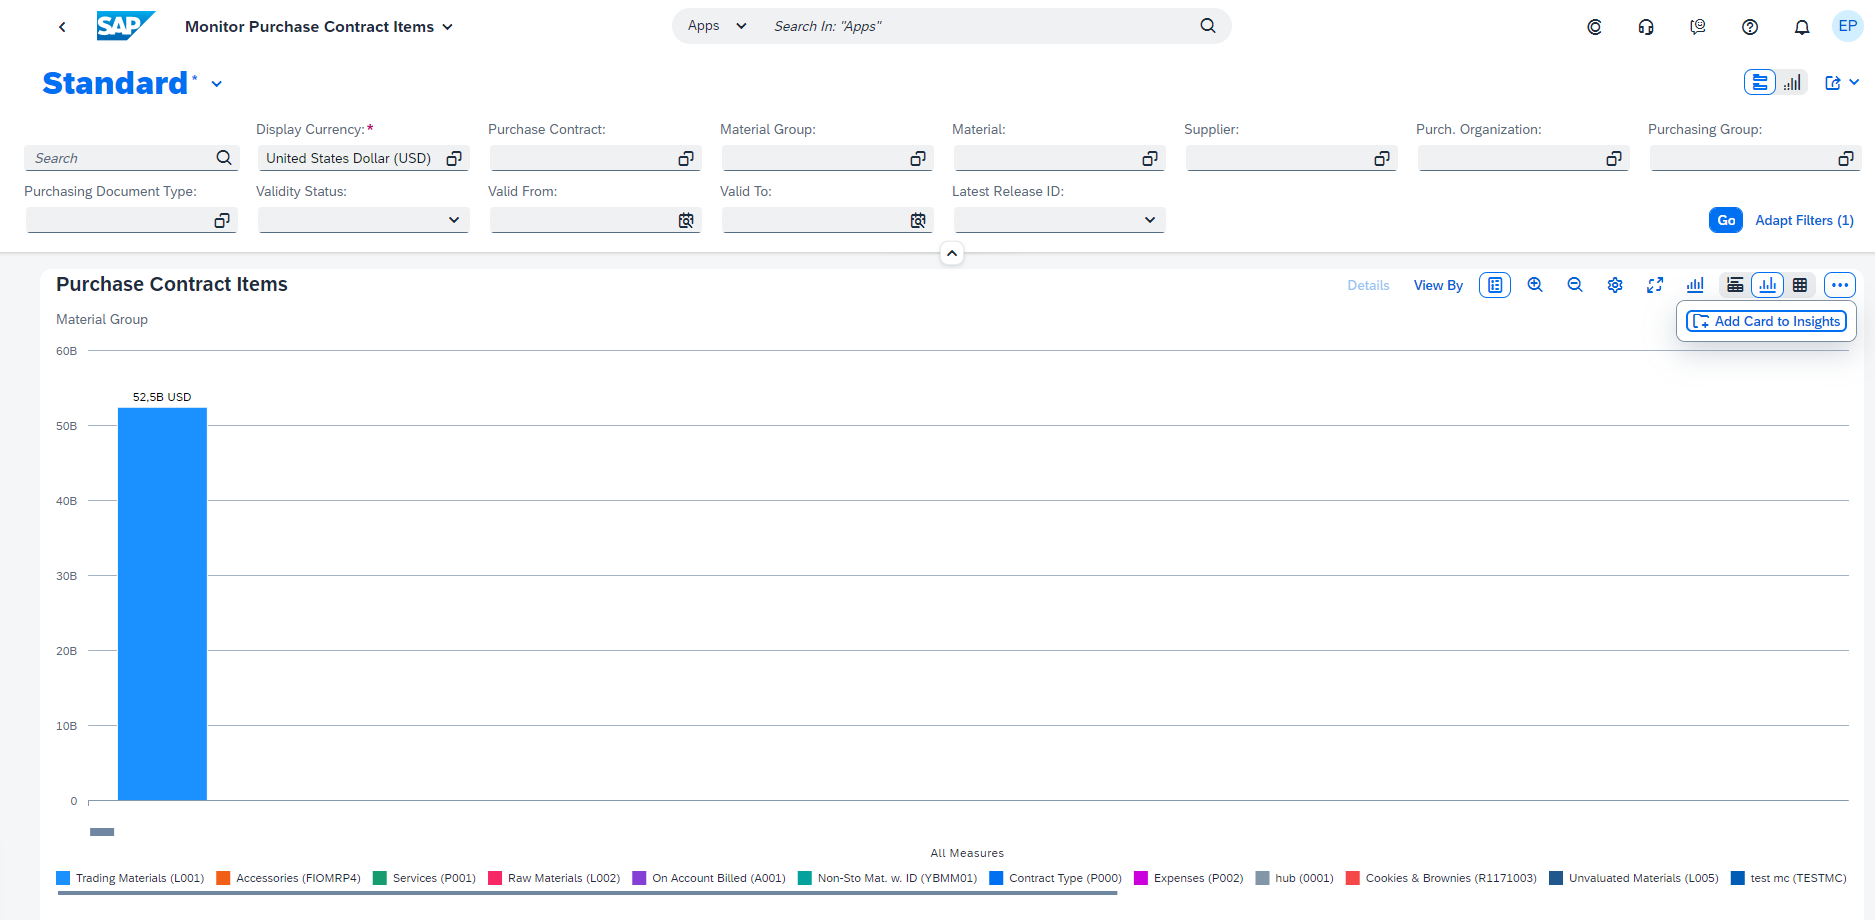 SAP
Monitor Purchase Contract Items
Apps
Search In: "Apps"
EP
Standard *
Display Currency:*
Purchase Contract:
Material Group:
Material:
Supplier:
Purch. Organization:
Purchasing Group:
Search
United States Dollar (USD)
Purchasing Document Type:
Validity Status:
Valid From:
Valid To:
Latest Release ID:
Go
Adapt Filters (1)
Purchase Contract Items
Details
View By
Add Card to Insights
Material Group
60B
52,5B USD
50B
40B
30B
20B
10B
0
All Measures
Trading Materials (L001)
Accessories (FIOMRP4)
Services (P001)
Raw Materials (L002)
On Account Billed (A001)
Non-Sto Mat. w. ID (YBMM01)
Contract Type (P000)
Expenses (P002)
hub (0001)
Cookies & Brownies (R1171003)
Unvaluated Materials (L005)
test mc (TESTMC)